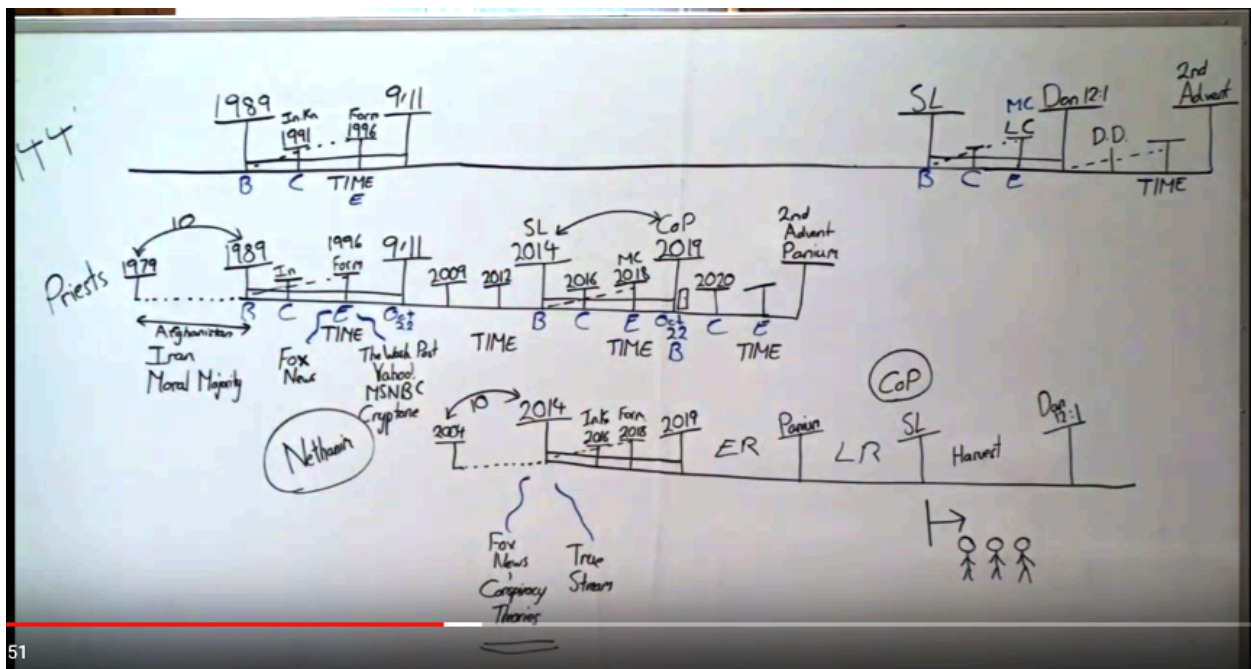 144
1989
In.Kn
1991
Form
1996
9/11
B
C
TIME
E
SL
MC
LC
Dan 12:1
D.D.
2nd
Advent
B
C
E
TIME
Priests
1979
10
1989
In
1996
Form
9/11
2009
2012
SL
2014
2016
MC
2018
CoP
2019
2020
2nd
Advent
Panium
B
C
E
TIME
Oct
22
TIME
B
C
E
TIME
Oct
22
B
B
C
E
TIME
Afghanistan
Iran
Moral Majority
Fox
News
The Wash Post
Yahoo!
MSNBC
Nethanim
2004
10
2014
2016
Form
2018
2019
ER
Panium
LR
CoP
SL
Harvest
Dan
12:1
Fox
News
Conspiracy
Theories
True
Stream
51